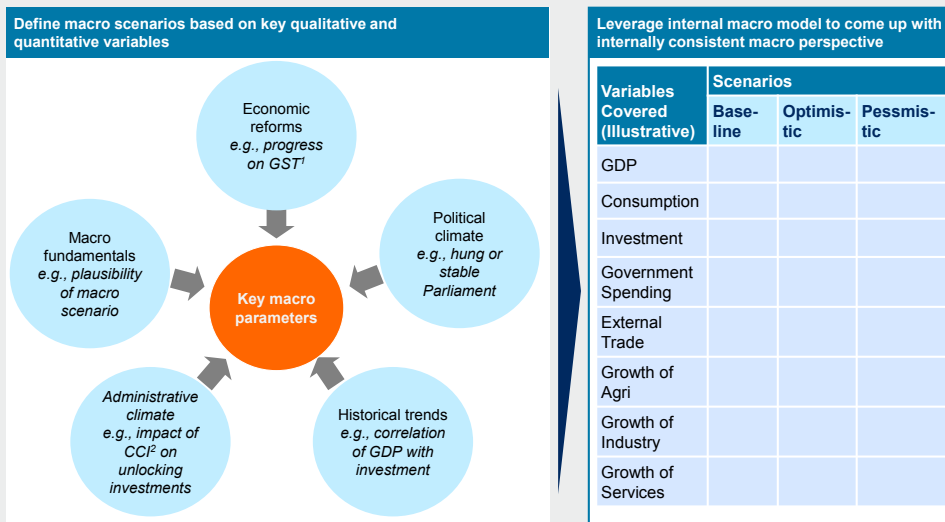 Define macro scenarios based on key qualitative and
quantitative variables
Economic
reforms
e.g., progress
on GST¹
Macro
fundamentals
e.g., plausibility
of macro
scenario
Political
climate
e.g., hung or
stable
Parliament
Key macro
parameters
Administrative
climate
e.g., impact of
CCI² on
unlocking
investments
Historical trends
e.g., correlation
of GDP with
investment
Leverage internal macro model to come up with
internally consistent macro perspective
Variables
Covered
(Illustrative)
Scenarios
Base-
line
Optimis-
tic
Pessmis-
tic
GDP
Consumption
Investment
Government
Spending
External
Trade
Growth of
Agri
Growth of
Industry
Growth of
Services